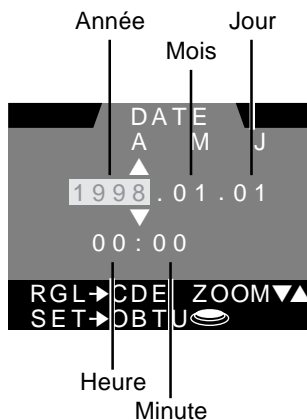 Année
Jour
Mois
DATE
A M J
1998.01.01
00:00
RGL→CDE ZOOM▼▲
SET→OBTU
Heure
Minute